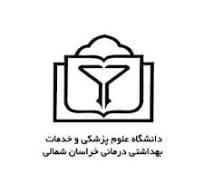 دانشگاه علوم پزشکی و خدمات
بهداشتی درمانی خراسان شمالی